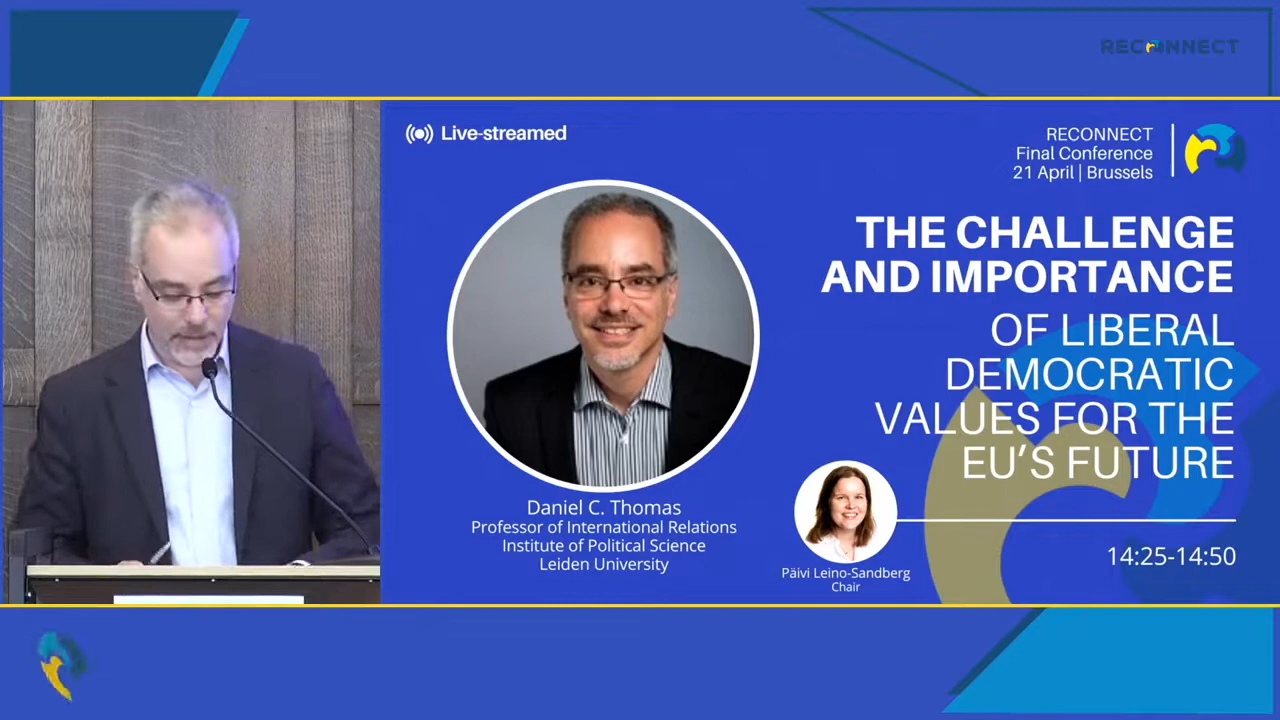 RECONNECT
Live-streamed
RECONNECT
Final Conference
21 April | Brussels
THE CHALLENGE
AND IMPORTANCE
OF LIBERAL
DEMOCRATIC
VALUES FOR THE
EU'S FUTURE
Daniel C. Thomas
Professor of International Relations
Institute of Political Science
Leiden University
Päivi Leino-Sandberg
Chair
14:25-14:50